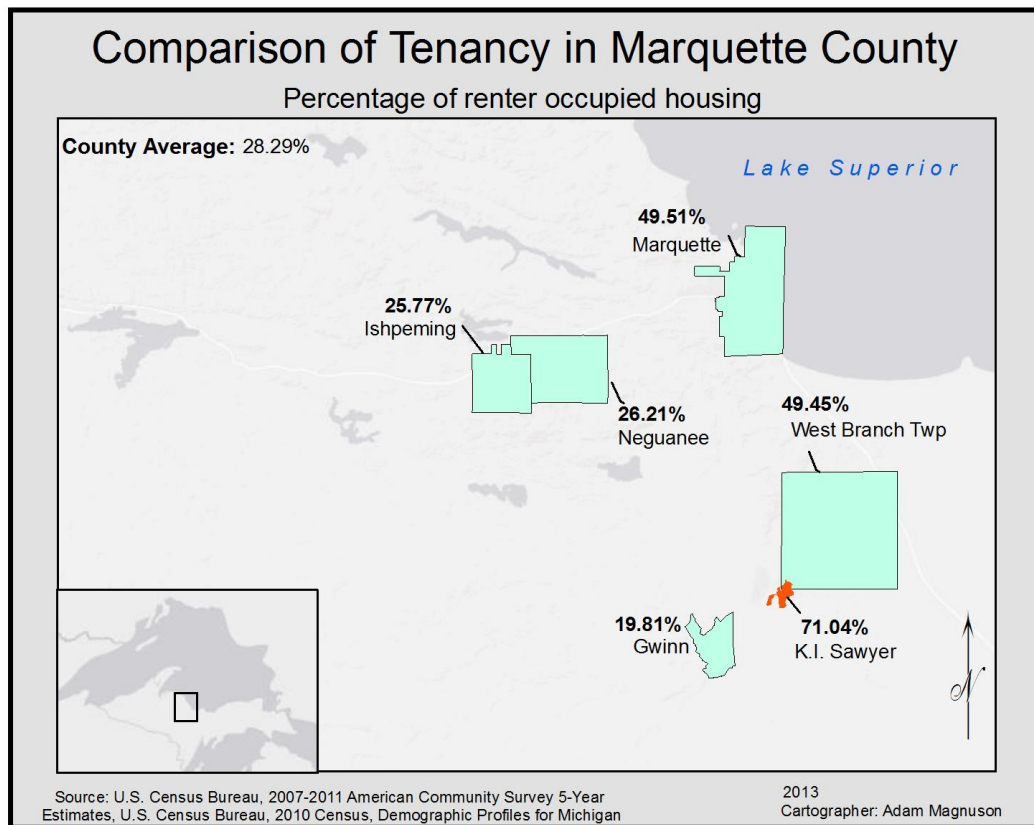 Comparison of Tenancy in Marquette County
Percentage of renter occupied housing
County Average: 28.29%
Lake Superior
49.51%
Marquette
25.77%
Ishpeming
26.21%
Neguanee
49.45%
West Branch Twp
19.81%
Gwinn
71.04%
K.I. Sawyer
N
Source: U.S. Census Bureau, 2007-2011 American Community Survey 5-Year
Estimates, U.S. Census Bureau, 2010 Census, Demographic Profiles for Michigan
2013
Cartographer: Adam Magnuson